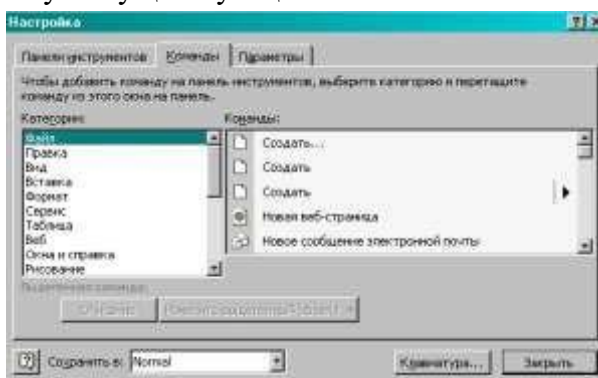 Настройка
Панели инструментов Команды Параметры
Чтобы добавить команду на панель инструментов, выберите категорию и перетащите
команду из этого окна на панель.
Категории: Команды:
Файл
Правка
Вид
Вставка
Формат
Сервис
Таблица
Веб
Окна и справка
Рисование
Создать...
Создать
Создать
Новая веб-страница
Новое сообщение электронной почты
Сохранить в: Normal Клавиатура... Закрыть